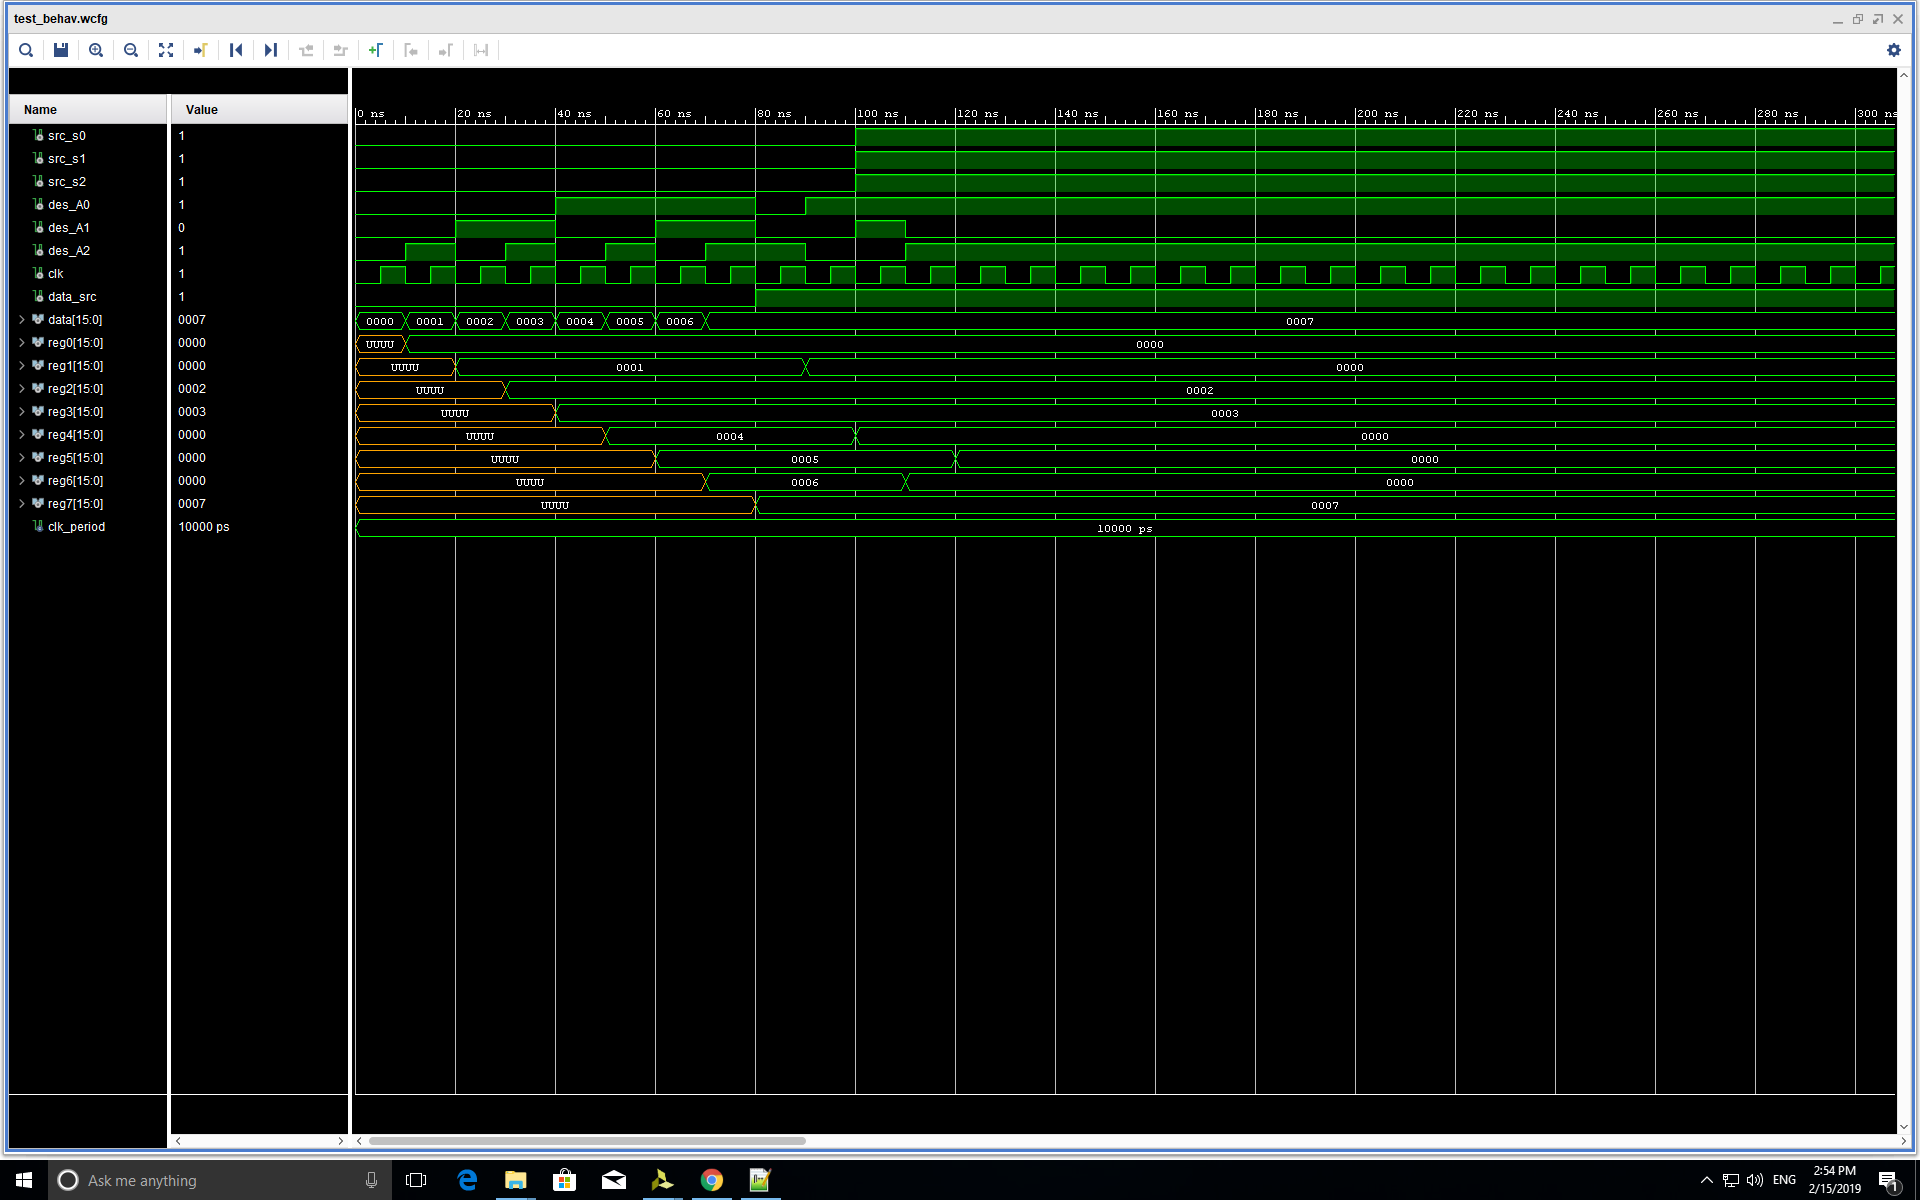 test_behav.wcfg
Name Value
0 ns 20 ns 40 ns 60 ns 80 ns 100 ns 120 ns 140 ns 160 ns 180 ns 200 ns 220 ns 240 ns 260 ns 280 ns 300 ns
src_s0 1
src_s1 1
src_s2 1
des_A0 1
des_A1 0
des_A2 1
clk 1
data_src 1
data[15:0] 0007 0000 0001 0002 0003 0004 0005 0006 0007
reg0[15:0] 0000 UUUU 0000
reg1[15:0] 0000 UUUU 0001 0000
reg2[15:0] 0002 UUUU 0002
reg3[15:0] 0003 UUUU 0003
reg4[15:0] 0000 UUUU 0004 0000
reg5[15:0] 0000 UUUU 0005 0000
reg6[15:0] 0000 UUUU 0006 0000
reg7[15:0] 0007 UUUU 0007
clk_period 10000 ps 10000 ps
Ask me anything
ENG
2:54 PM
2/15/2019
1